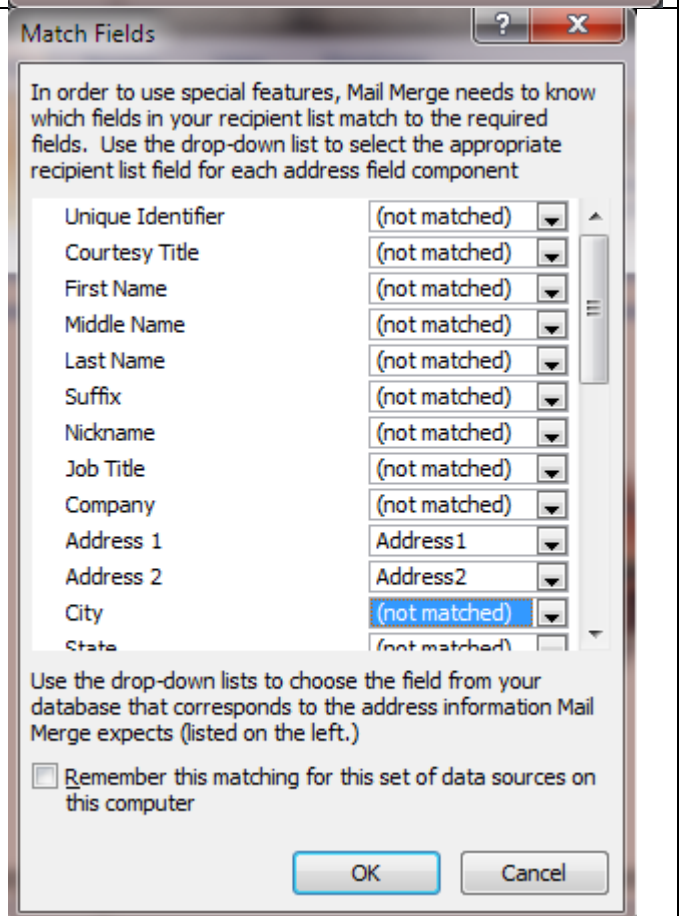 Match Fields
?
X
In order to use special features, Mail Merge needs to know
which fields in your recipient list match to the required
fields. Use the drop-down list to select the appropriate
recipient list field for each address field component
Unique Identifier (not matched)
Courtesy Title (not matched)
First Name (not matched)
Middle Name (not matched)
Last Name (not matched)
Suffix (not matched)
Nickname (not matched)
Job Title (not matched)
Company (not matched)
Address 1 Address1
Address 2 Address2
City (not matched)
State (not matched)
Use the drop-down lists to choose the field from your
database that corresponds to the address information Mail
Merge expects (listed on the left.)
Remember this matching for this set of data sources on
this computer
OK Cancel